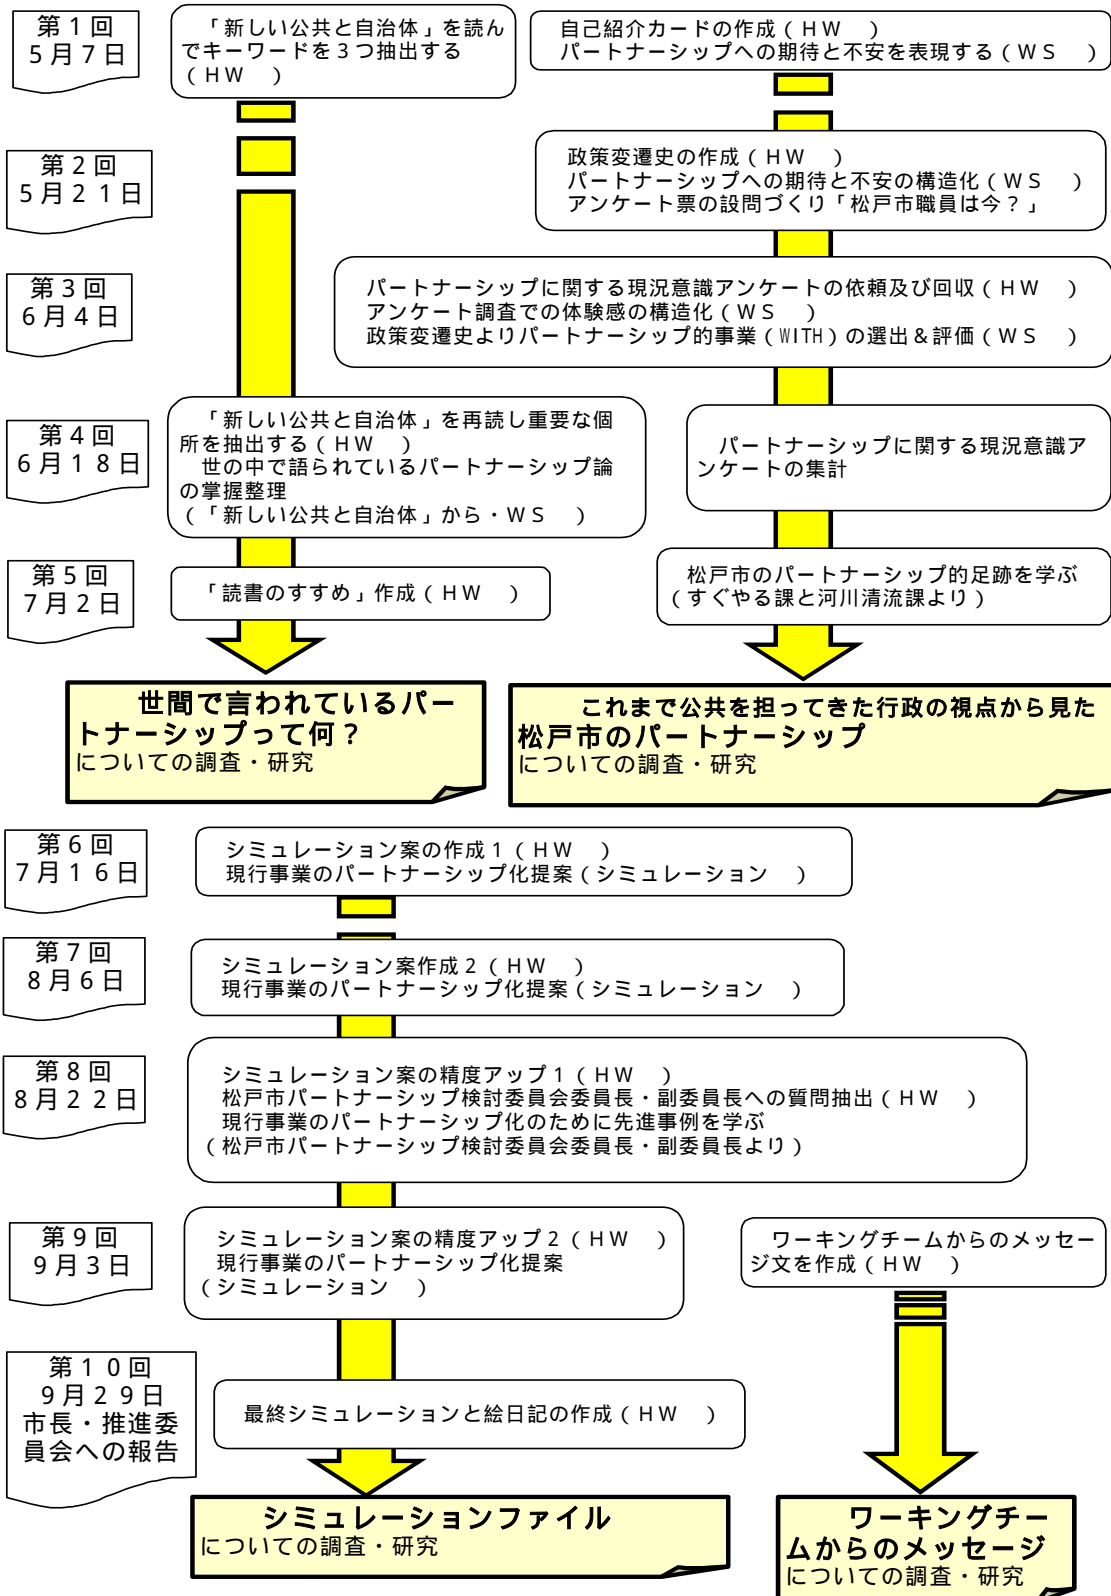 第１回
５月７日
「新しい公共と自治体」を読ん
でキーワードを３つ抽出する
（ＨＷ　）
自己紹介カードの作成（ＨＷ　）
パートナーシップへの期待と不安を表現する（ＷＳ　）
第２回
５月２１日
政策変遷史の作成（ＨＷ　）
パートナーシップへの期待と不安の構造化（ＷＳ　）
アンケート票の設問づくり「松戸市職員は今？」
第３回
６月４日
パートナーシップに関する現況意識アンケートの依頼及び回収（ＨＷ　）
アンケート調査での体験感の構造化（ＷＳ　）
政策変遷史よりパートナーシップ的事業（WITH）の選出＆評価（ＷＳ　）
第４回
６月１８日
「新しい公共と自治体」を再読し重要な個
所を抽出する（ＨＷ　）
世の中で語られているパートナーシップ論
の掌握整理
（「新しい公共と自治体」から・ＷＳ　）
パートナーシップに関する現況意識ア
ンケートの集計
第５回
７月２日
「読書のすすめ」作成（ＨＷ　）
松戸市のパートナーシップ的足跡を学ぶ
（すぐやる課と河川清流課より）
世間で言われているパー
トナーシップって何？
についての調査・研究
これまで公共を担ってきた行政の視点から見た
松戸市のパートナーシップ
についての調査・研究
第６回
７月１６日
シミュレーション案の作成１（ＨＷ　）
現行事業のパートナーシップ化提案（シミュレーション　）
第７回
８月６日
シミュレーション案作成２（ＨＷ　）
現行事業のパートナーシップ化提案（シミュレーション　）
第８回
８月２２日
シミュレーション案の精度アップ１（ＨＷ　）
松戸市パートナーシップ検討委員会委員長・副委員長への質問抽出（ＨＷ　）
現行事業のパートナーシップ化のために先進事例を学ぶ
（松戸市パートナーシップ検討委員会委員長・副委員長より）
第９回
９月３日
シミュレーション案の精度アップ２（ＨＷ　）
現行事業のパートナーシップ化提案
（シミュレーション　）
ワーキングチームからのメッセー
ジ文を作成（ＨＷ　）
第１０回
９月２９日
市長・推進委
員会への報告
最終シミュレーションと絵日記の作成（ＨＷ　）
シミュレーションファイル
についての調査・研究
ワーキングチー
ムからのメッセージ
についての調査・研究